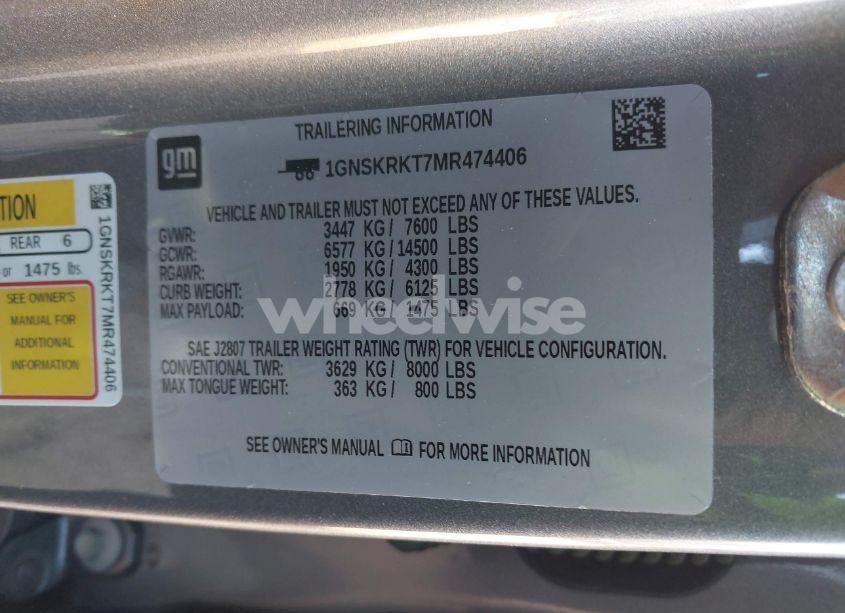 TRAILERING INFORMATION
gm
1GNSKRKT7MR474406
VEHICLE AND TRAILER MUST NOT EXCEED ANY OF THESE VALUES.
GVWR: 3447 KG / 7600 LBS
GCWR: 6577 KG / 14500 LBS
RGAWR: 1950 KG / 4300 LBS
CURB WEIGHT: 2778 KG / 6125 LBS
MAX PAYLOAD: 669 KG / 1475 LBS
SAE J2807 TRAILER WEIGHT RATING (TWR) FOR VEHICLE CONFIGURATION.
CONVENTIONAL TWR: 3629 KG / 8000 LBS
MAX TONGUE WEIGHT: 363 KG / 800 LBS
SEE OWNER'S MANUAL FOR MORE INFORMATION
wheelwise
REAR 6
or 1475 lbs.
SEE OWNER'S
MANUAL FOR
ADDITIONAL
INFORMATION
1GNSKRKT7MR474406